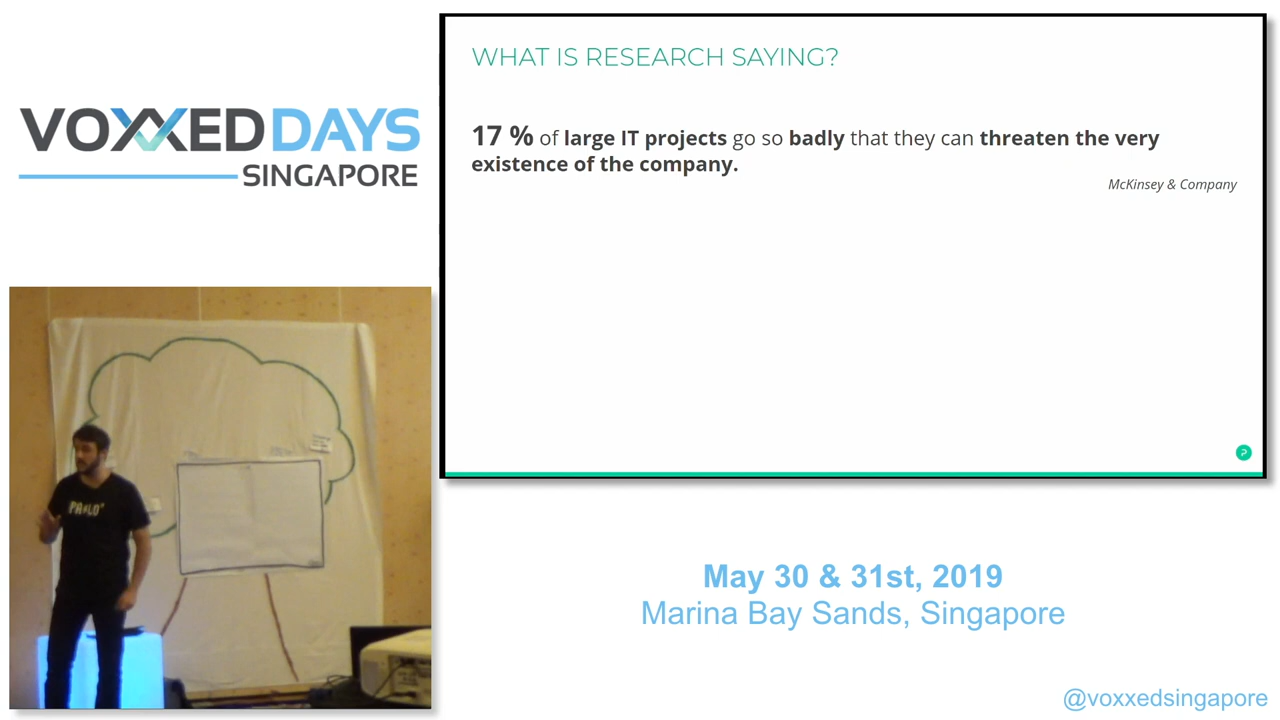 VOXXED DAYS
SINGAPORE
WHAT IS RESEARCH SAYING?
17 % of large IT projects go so badly that they can threaten the very
existence of the company.
McKinsey & Company
May 30 & 31st, 2019
Marina Bay Sands, Singapore
@voxxedsingapore